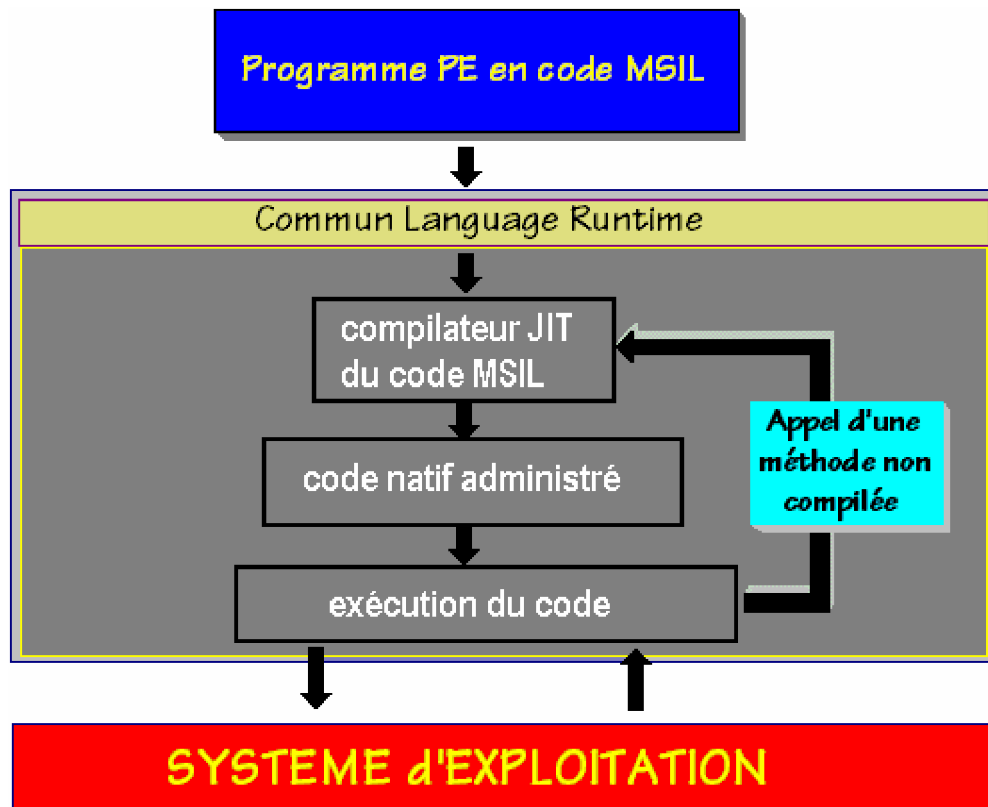 Programme PE en code MSIL
Commun Language Runtime
compilateur JIT
du code MSIL
Appel d'une
méthode non
compilée
code natif administré
exécution du code
SYSTEME d'EXPLOITATION